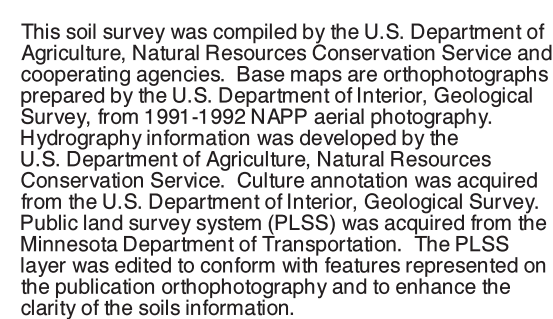 This soil survey was compiled by the U.S. Department of
Agriculture, Natural Resources Conservation Service and
cooperating agencies.  Base maps are orthophotographs
prepared by the U.S. Department of Interior, Geological
Survey, from 1991-1992 NAPP aerial photography.
Hydrography information was developed by the
U.S. Department of Agriculture, Natural Resources
Conservation Service.  Culture annotation was acquired
from the U.S. Department of Interior, Geological Survey.
Public land survey system (PLSS) was acquired from the
Minnesota Department of Transportation.  The PLSS
layer was edited to conform with features represented on
the publication orthophotography and to enhance the
clarity of the soils information.